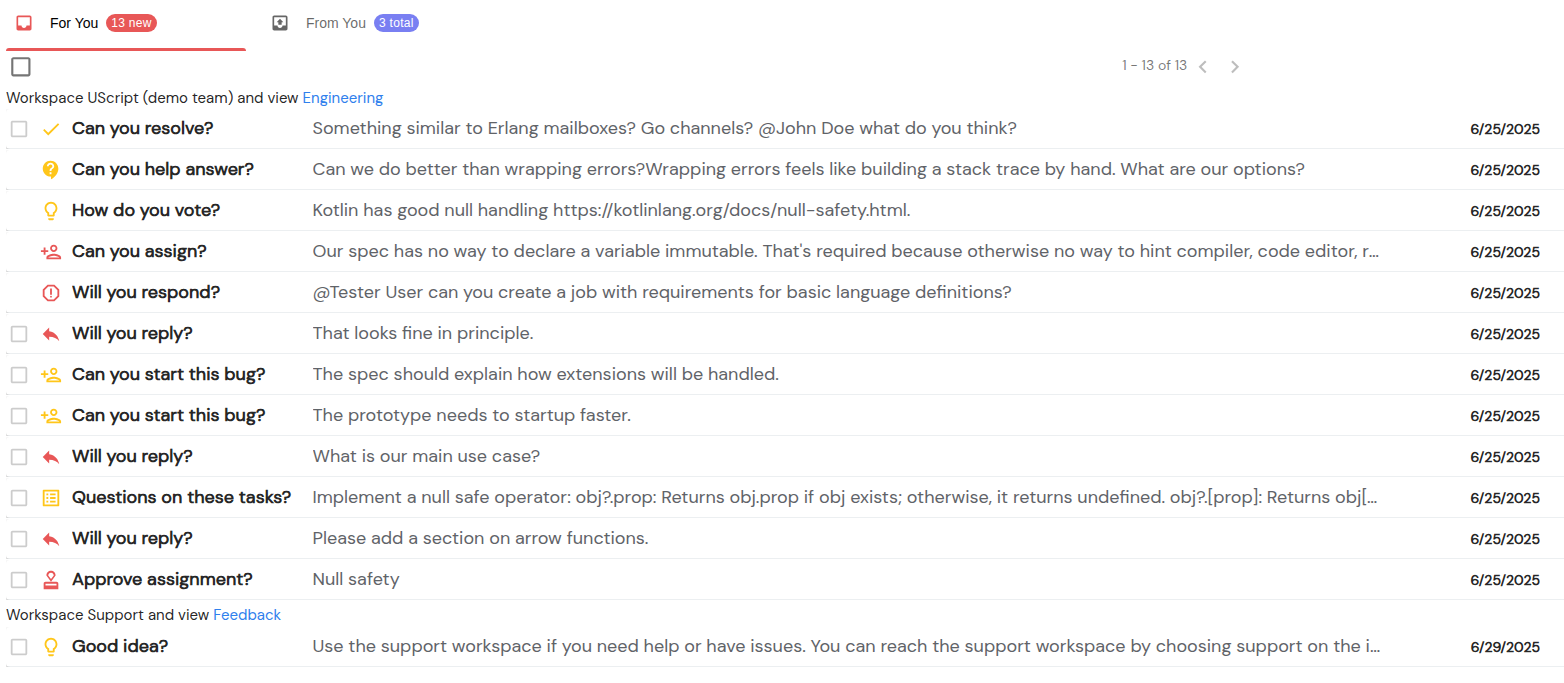 For You 13 new From You 3 total
1 – 13 of 13
Workspace UScript (demo team) and view Engineering
Can you resolve? Something similar to Erlang mailboxes? Go channels? @John Doe what do you think? 6/25/2025
Can you help answer? Can we do better than wrapping errors?Wrapping errors feels like building a stack trace by hand. What are our options? 6/25/2025
How do you vote? Kotlin has good null handling https://kotlinlang.org/docs/null-safety.html. 6/25/2025
Can you assign? Our spec has no way to declare a variable immutable. That's required because otherwise no way to hint compiler, code editor, r... 6/25/2025
Will you respond? @Tester User can you create a job with requirements for basic language definitions? 6/25/2025
Will you reply? That looks fine in principle. 6/25/2025
Can you start this bug? The spec should explain how extensions will be handled. 6/25/2025
Can you start this bug? The prototype needs to startup faster. 6/25/2025
Will you reply? What is our main use case? 6/25/2025
Questions on these tasks? Implement a null safe operator: obj?.prop: Returns obj.prop if obj exists; otherwise, it returns undefined. obj?.[prop]: Returns obj[... 6/25/2025
Will you reply? Please add a section on arrow functions. 6/25/2025
Approve assignment? Null safety 6/25/2025
Workspace Support and view Feedback
Good idea? Use the support workspace if you need help or have issues. You can reach the support workspace by choosing support on the i... 6/29/2025